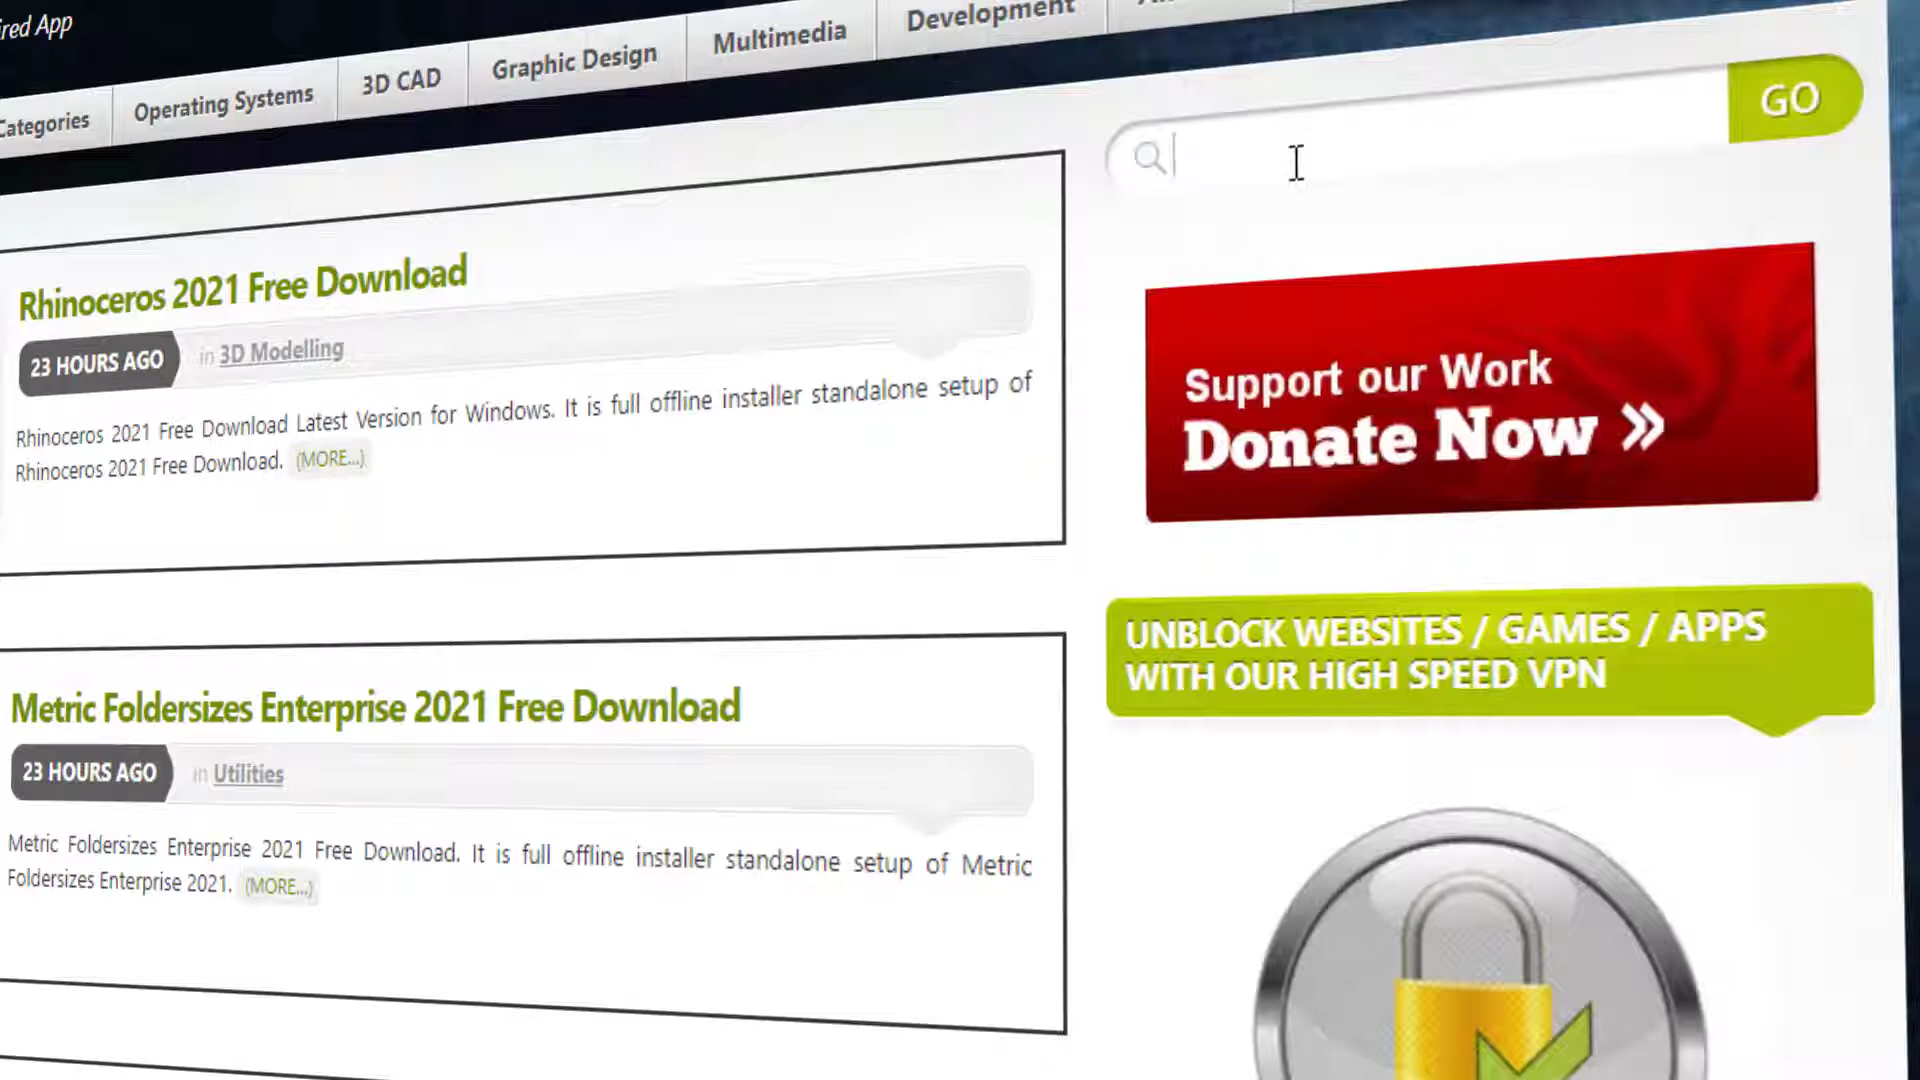 ired App
Categories
Operating Systems
3D CAD
Graphic Design
Multimedia
Development
GO
Rhinoceros 2021 Free Download
23 HOURS AGO
in 3D Modelling
Rhinoceros 2021 Free Download Latest Version for Windows. It is full offline installer standalone setup of
Rhinoceros 2021 Free Download. (MORE...)
Support our Work
Donate Now »
UNBLOCK WEBSITES / GAMES / APPS
WITH OUR HIGH SPEED VPN
Metric Foldersizes Enterprise 2021 Free Download
23 HOURS AGO
in Utilities
Metric Foldersizes Enterprise 2021 Free Download. It is full offline installer standalone setup of Metric
Foldersizes Enterprise 2021. (MORE...)